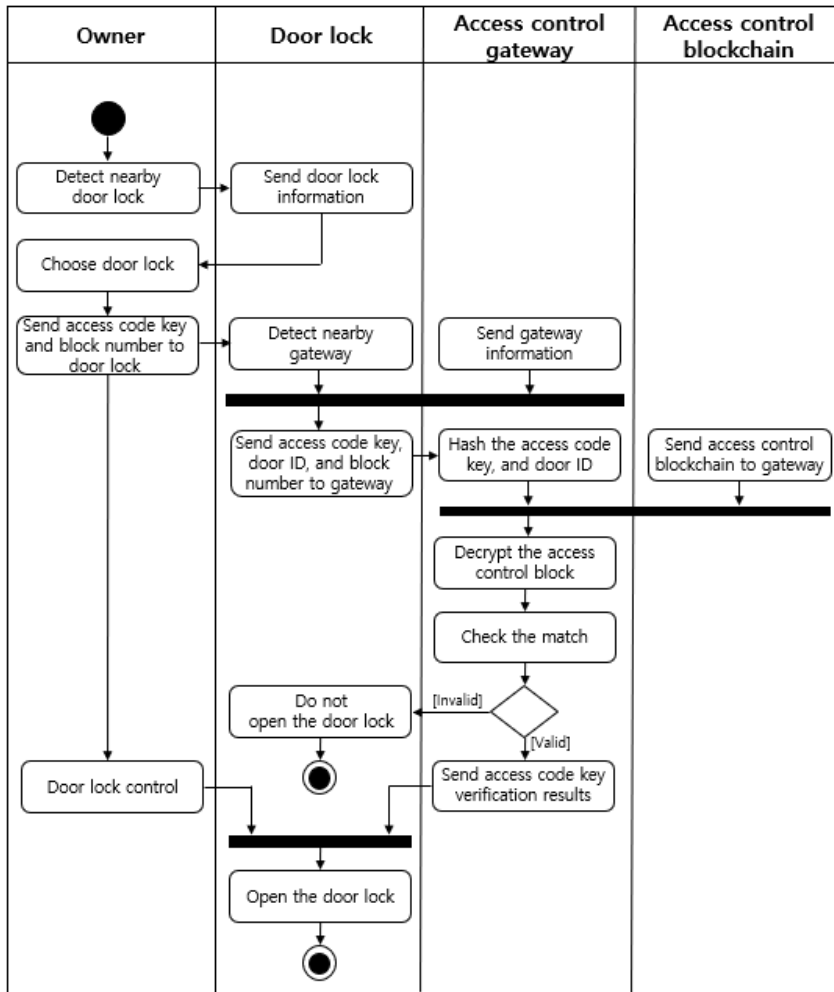 Owner
Door lock
Access control
gateway
Access control
blockchain
Detect nearby
door lock
Send door lock
information
Choose door lock
Send access code key
and block number to
door lock
Detect nearby
gateway
Send gateway
information
Send access code key,
door ID, and block
number to gateway
Hash the access code
key, and door ID
Send access control
blockchain to gateway
Decrypt the access
control block
Check the match
Do not
open the door lock
[Invalid]
[Valid]
Door lock control
Send access code key
verification results
Open the door lock